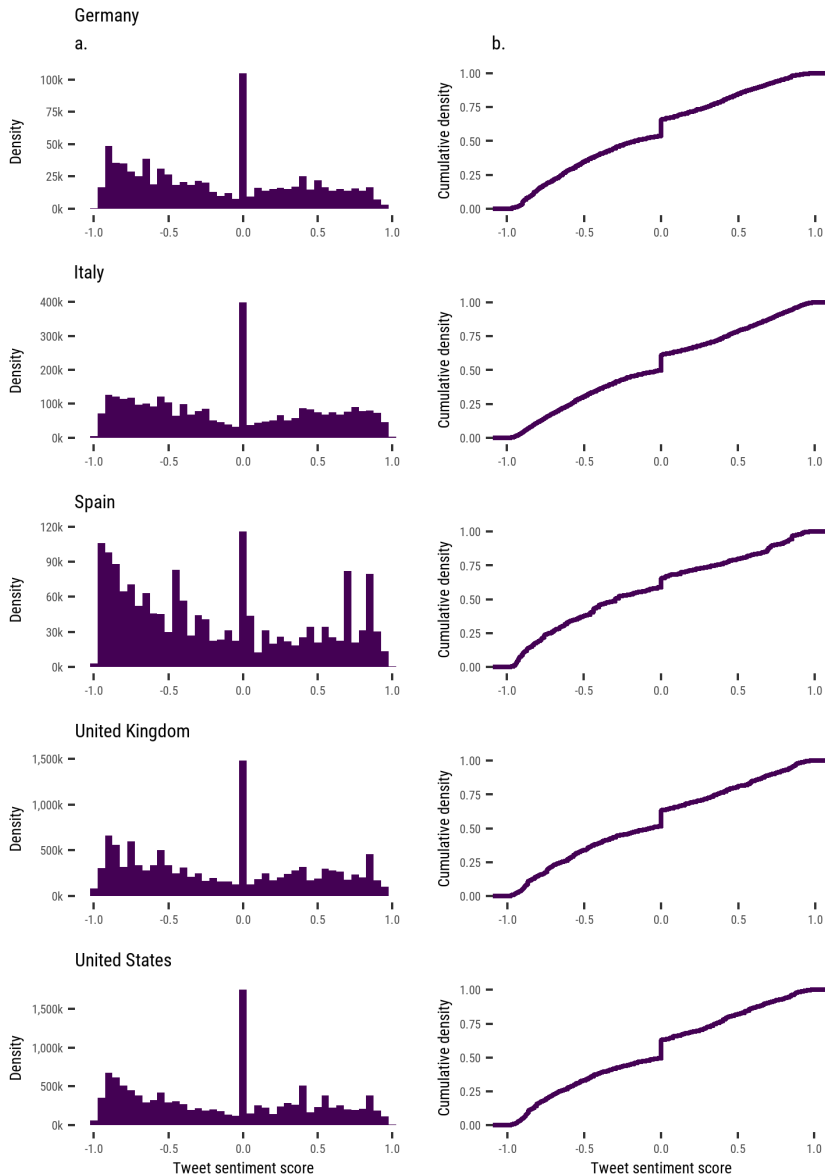 Germany
a.
b.
100k
75k
50k
25k
0k
Density
-1.0 -0.5 0.0 0.5 1.0
1.00
0.75
0.50
0.25
0.00
Cumulative density
-1.0 -0.5 0.0 0.5 1.0
Italy
400k
300k
200k
100k
0k
Density
-1.0 -0.5 0.0 0.5 1.0
1.00
0.75
0.50
0.25
0.00
Cumulative density
-1.0 -0.5 0.0 0.5 1.0
Spain
120k
90k
60k
30k
0k
Density
-1.0 -0.5 0.0 0.5 1.0
1.00
0.75
0.50
0.25
0.00
Cumulative density
-1.0 -0.5 0.0 0.5 1.0
United Kingdom
1,500k
1,000k
500k
0k
Density
-1.0 -0.5 0.0 0.5 1.0
1.00
0.75
0.50
0.25
0.00
Cumulative density
-1.0 -0.5 0.0 0.5 1.0
United States
1,500k
1,000k
500k
0k
Density
-1.0 -0.5 0.0 0.5 1.0
Tweet sentiment score
1.00
0.75
0.50
0.25
0.00
Cumulative density
-1.0 -0.5 0.0 0.5 1.0
Tweet sentiment score